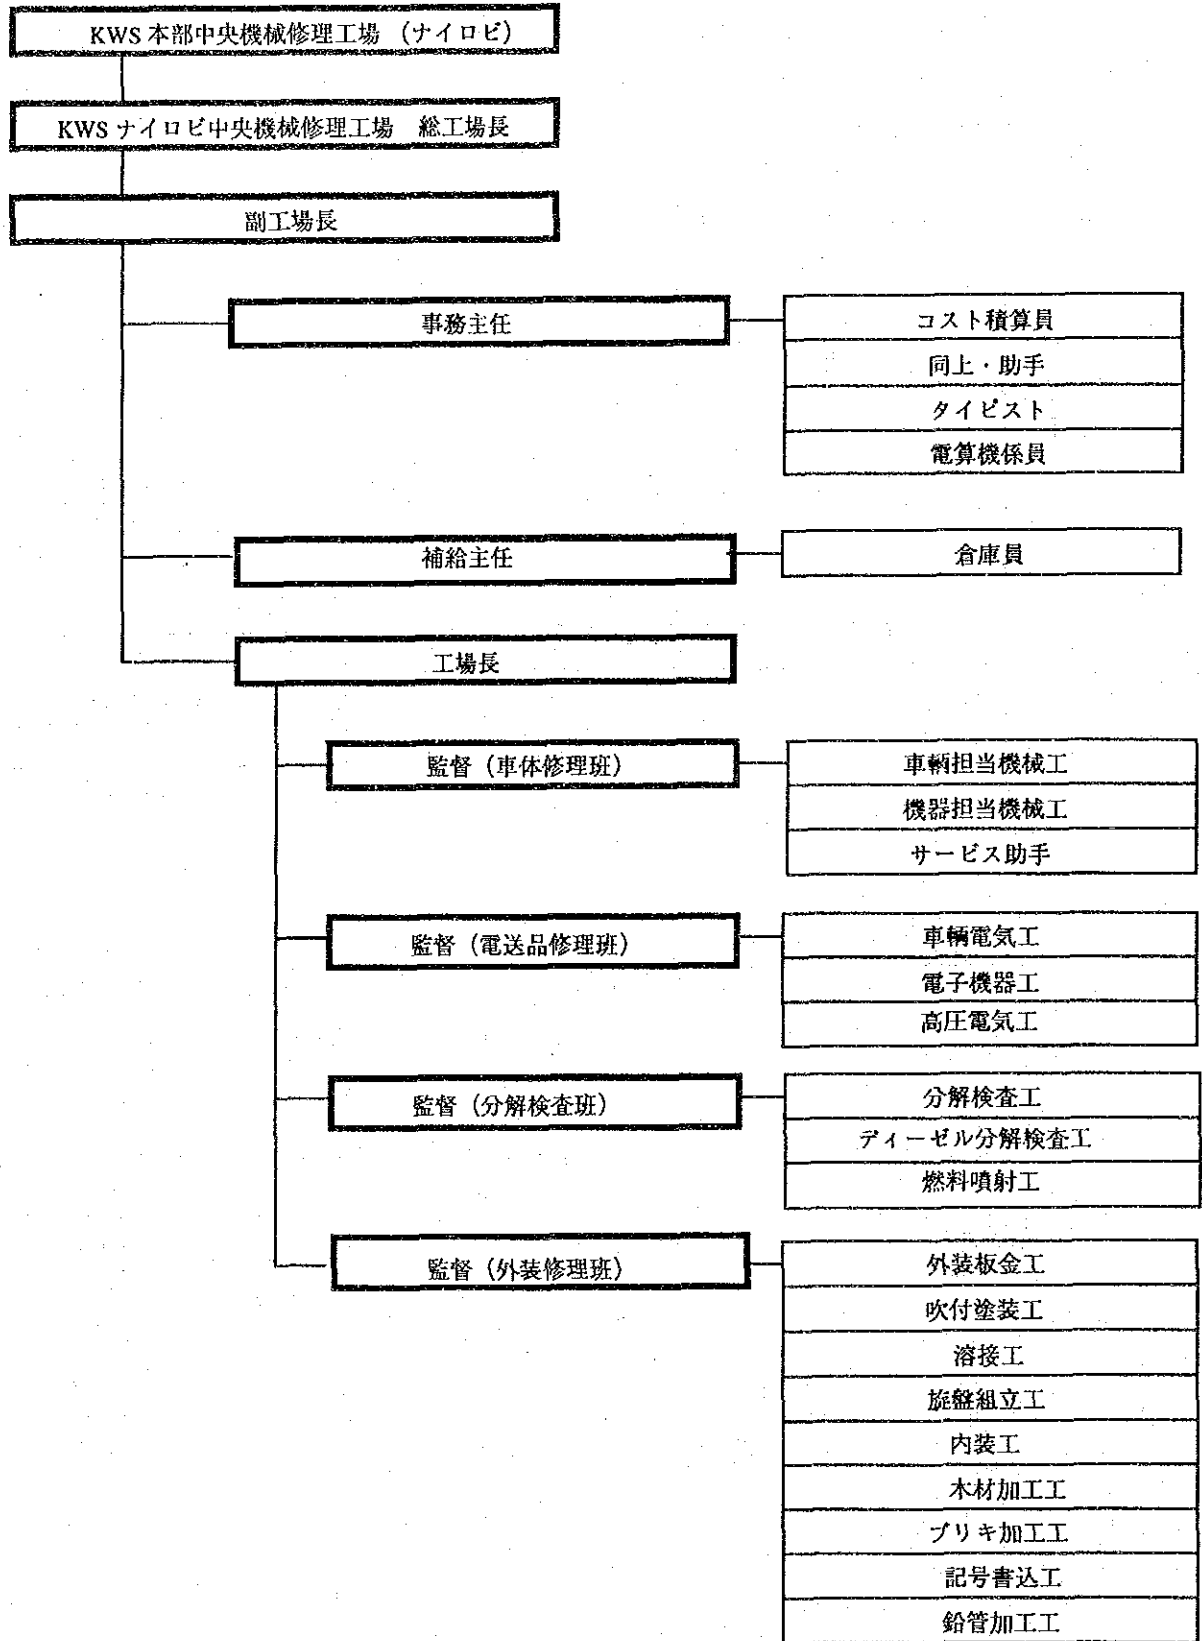 KWS 本部中央機械修理工場 （ナイロビ）
KWS ナイロビ中央機械修理工場　総工場長
副工場長
事務主任
コスト積算員
同上・助手
タイピスト
電算機係員
補給主任
倉庫員
工場長
監督（車体修理班）
車輌担当機械工
機器担当機械工
サービス助手
監督（電送品修理班）
車輌電気工
電子機器工
高圧電気工
監督（分解検査班）
分解検査工
ディーゼル分解検査工
燃料噴射工
監督（外装修理班）
外装板金工
吹付塗装工
溶接工
旋盤組立工
内装工
木材加工工
ブリキ加工工
記号書込工
鉛管加工工